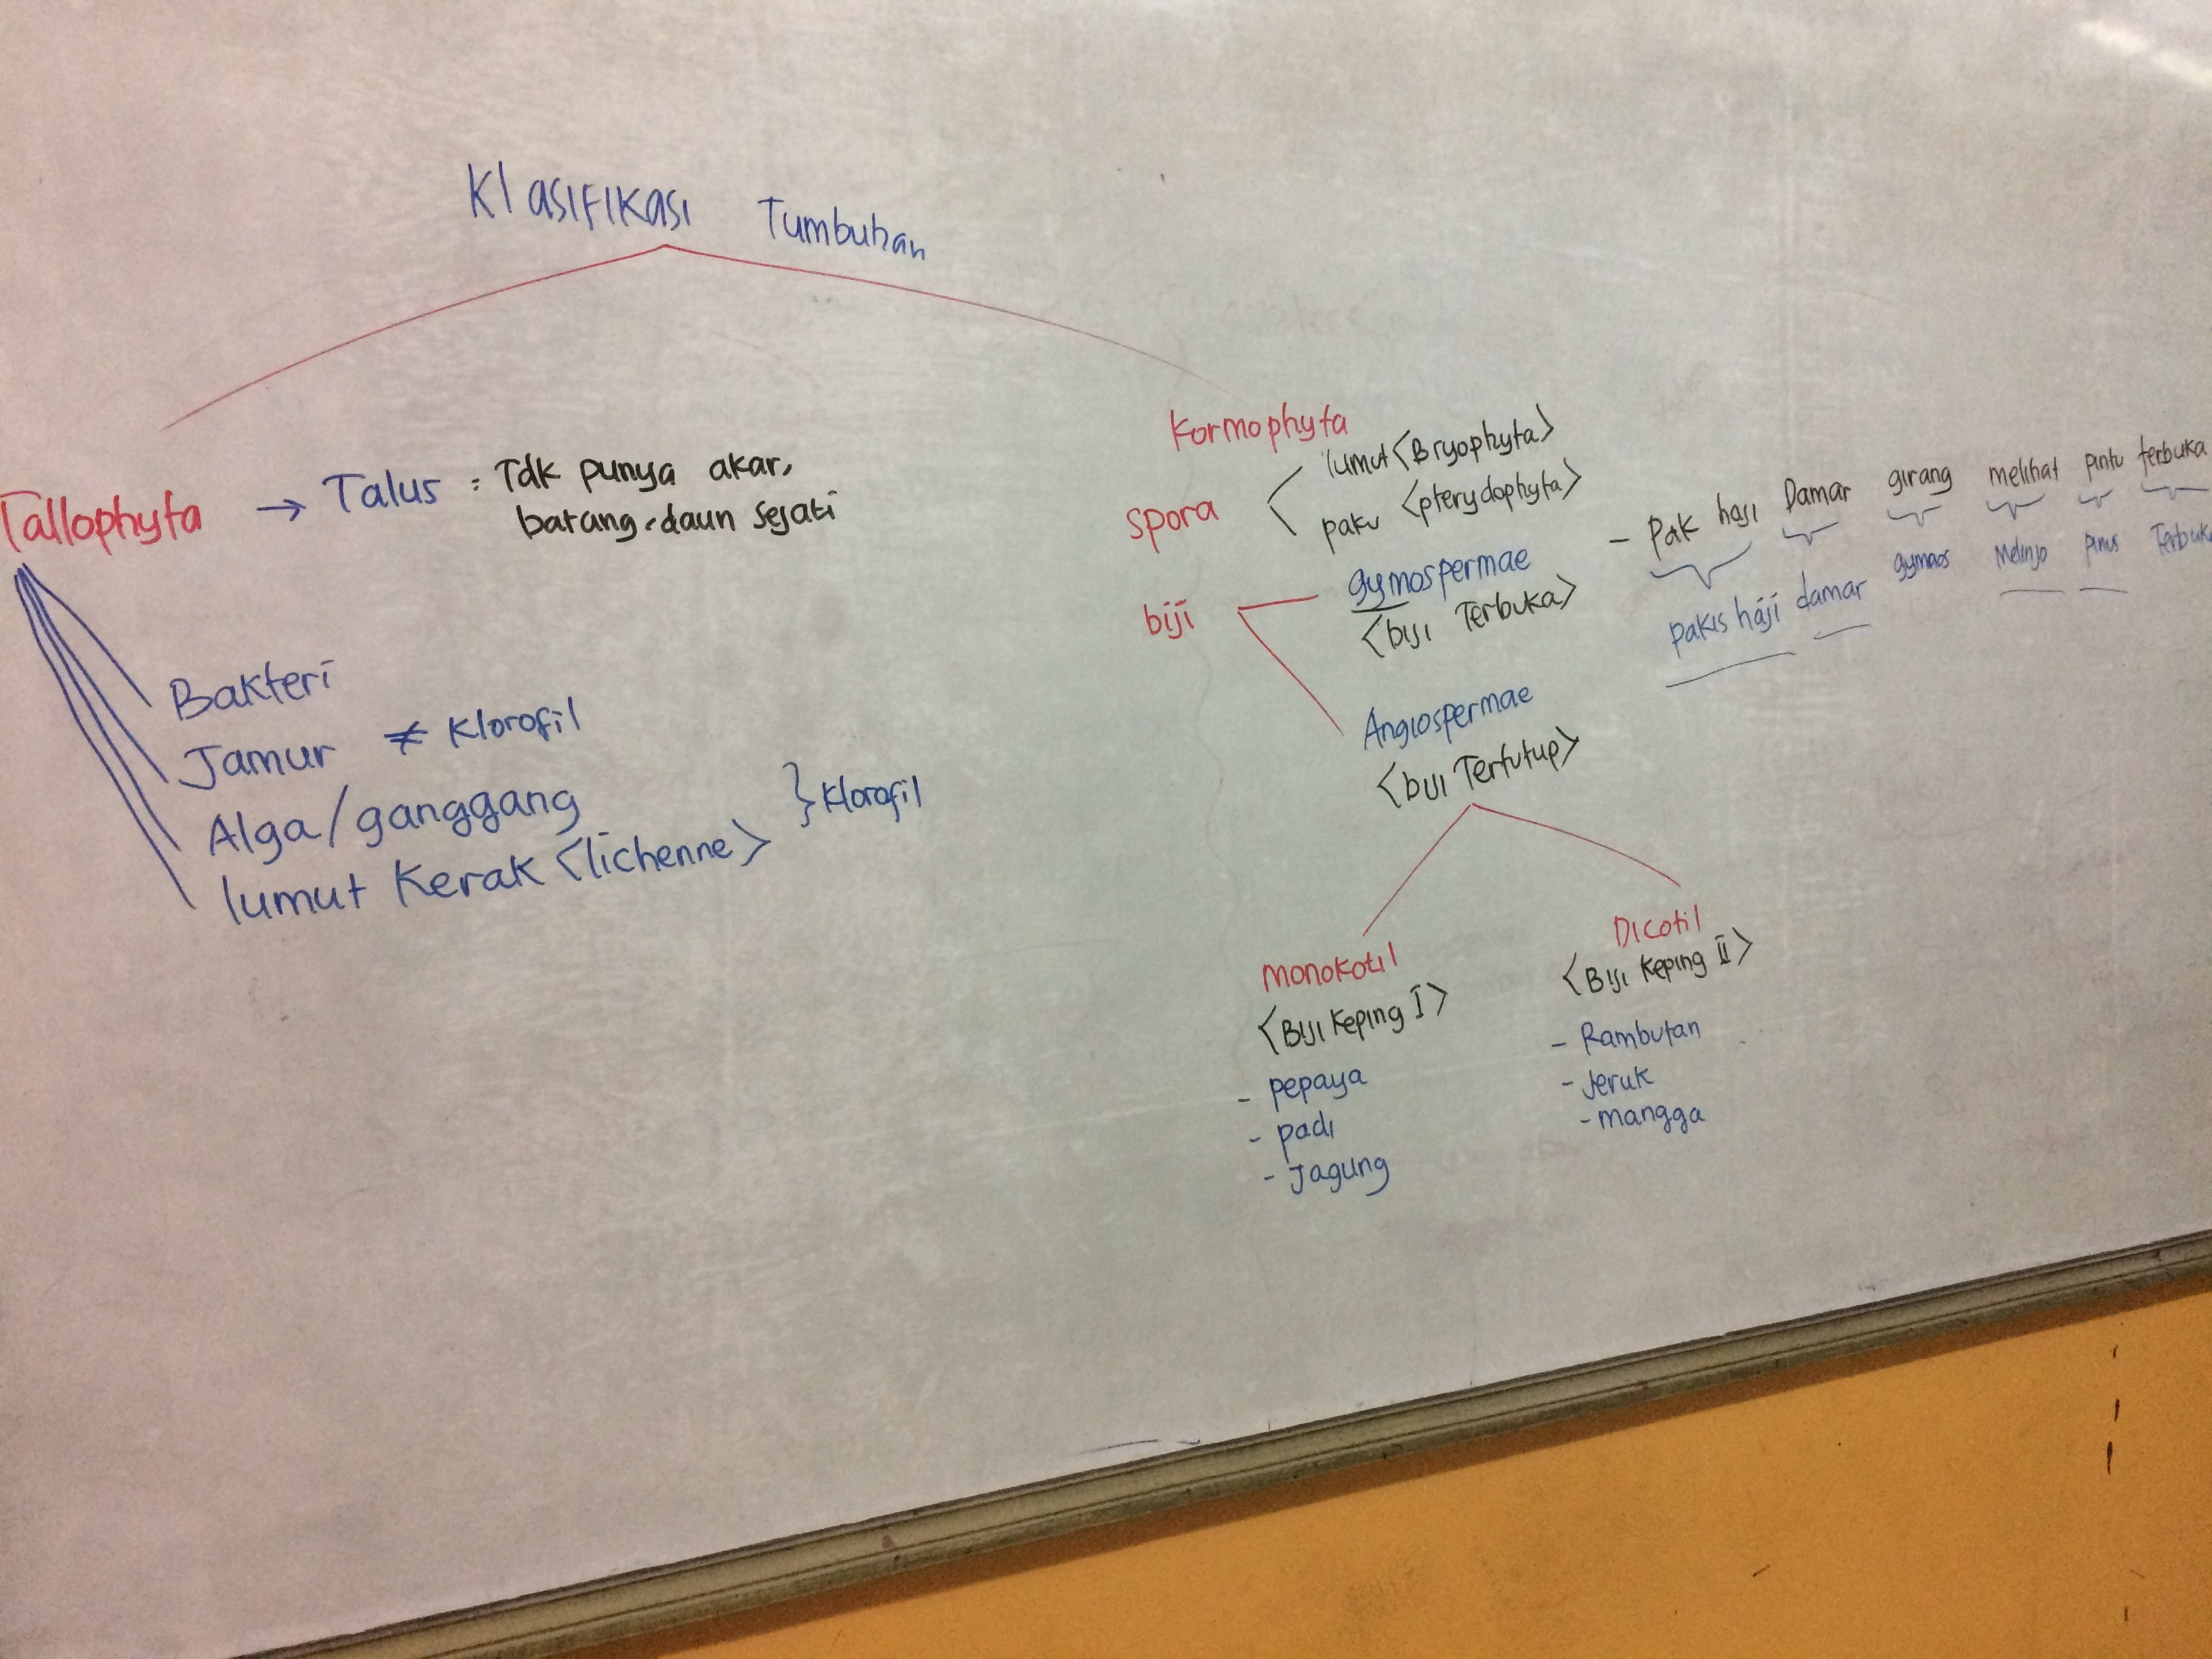 Klasifikasi Tumbuhan
Tallophyta → Talus : Tdk punya akar,
batang, daun sejati
Bakteri
Jamur ≠ Klorofil
Alga/ganggang
lumut Kerak <lichenne> } Klorofil
Kormophyta
spora
lumut <Bryophyta>
paku <pterydophyta>
biji
gymospermae
<biji Terbuka>
- Pak haji Damar girang melihat pintu terbuka
pakis haji damar gymnos Melinjo pinus Terbuka
Angiospermae
<biji Tertutup>
Monokotil
<Biji Keping I>
- pepaya
- padi
- Jagung
Dicotil
<Biji Keping II>
- Rambutan
- Jeruk
- mangga